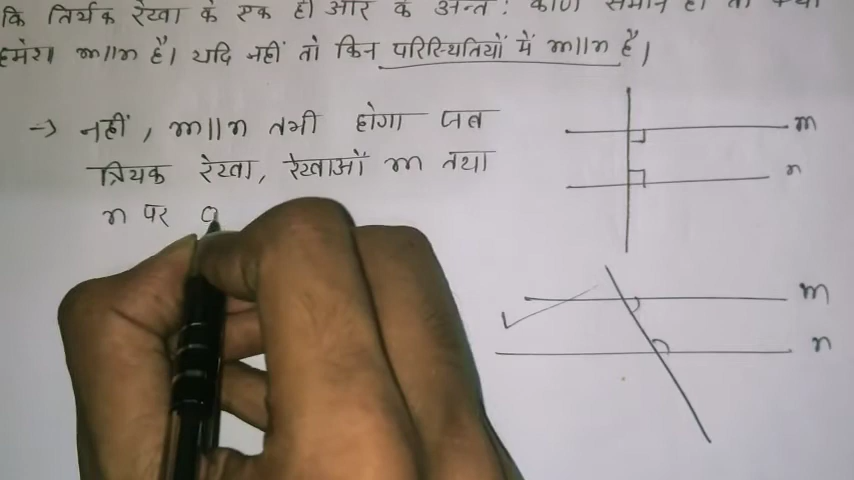 कि तिर्यक रेखा के एक ही ओर के अन्तः कोण समान हो तो क्या
हमेशा m||n है। यदि नहीं तो किन परिस्थितियों में m||n है।
→ नहीं, m||n तभी होगा जब
त्रियक रेखा, रेखाओं m तथा
n पर
m
n
m
n